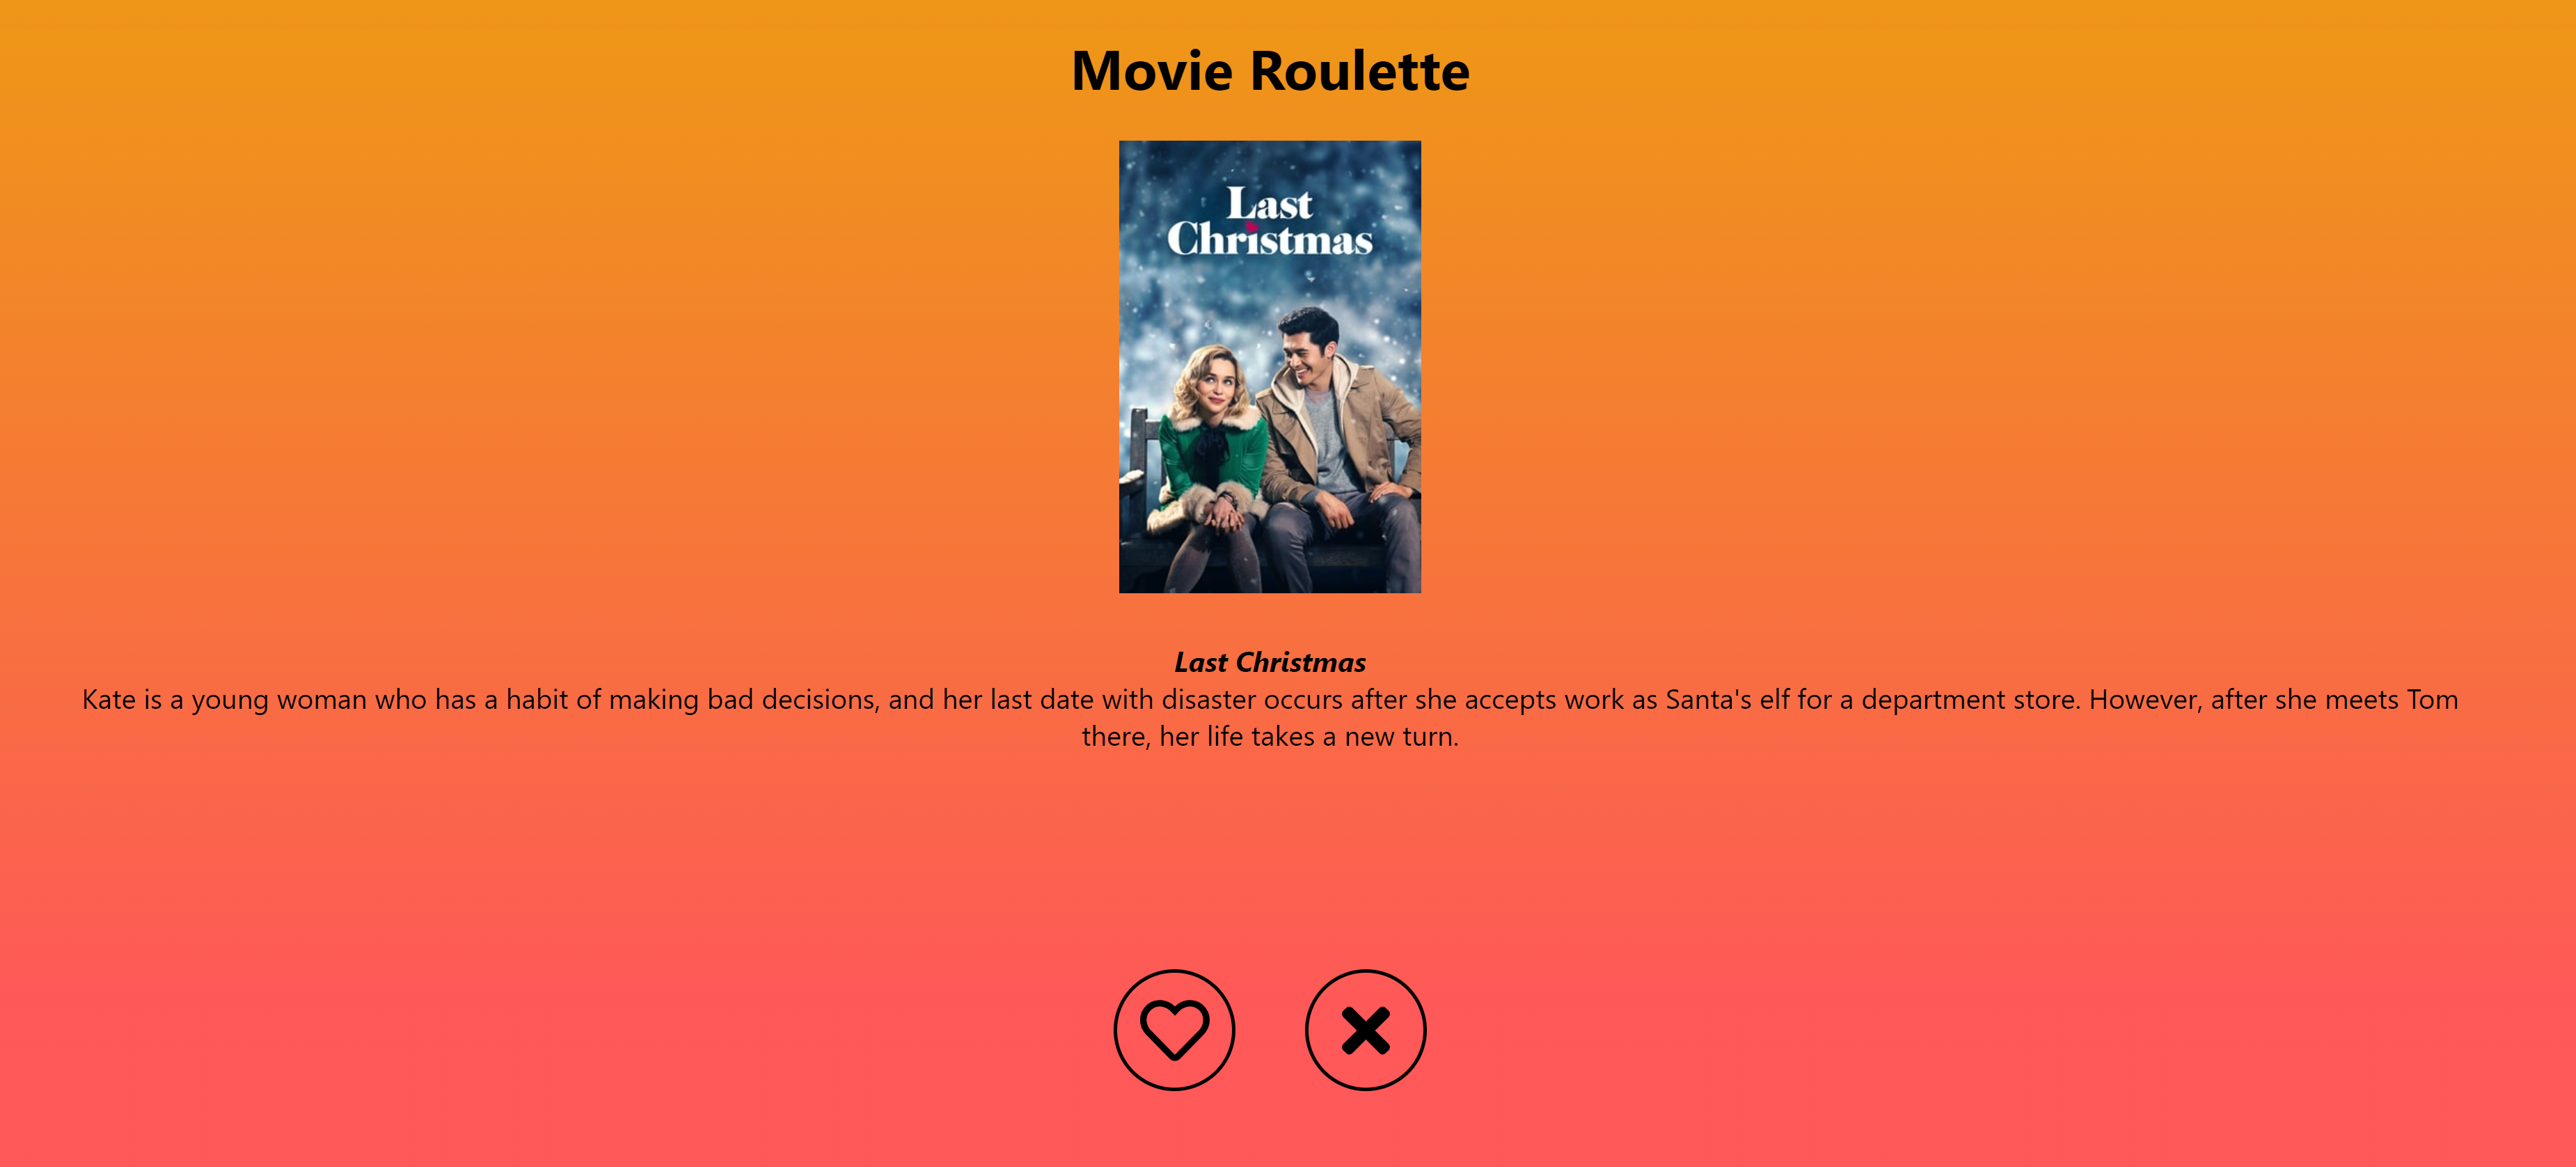 Movie Roulette
Last
Christmas
Last Christmas
Kate is a young woman who has a habit of making bad decisions, and her last date with disaster occurs after she accepts work as Santa's elf for a department store. However, after she meets Tom
there, her life takes a new turn.